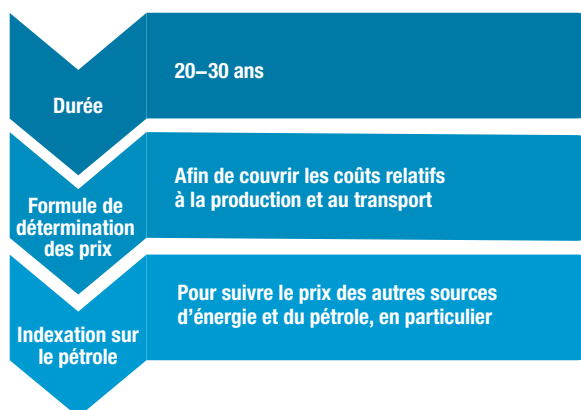 Durée
20–30 ans
Formule de
détermination
des prix
Afin de couvrir les coûts relatifs
à la production et au transport
Indexation sur
le pétrole
Pour suivre le prix des autres sources
d’énergie et du pétrole, en particulier